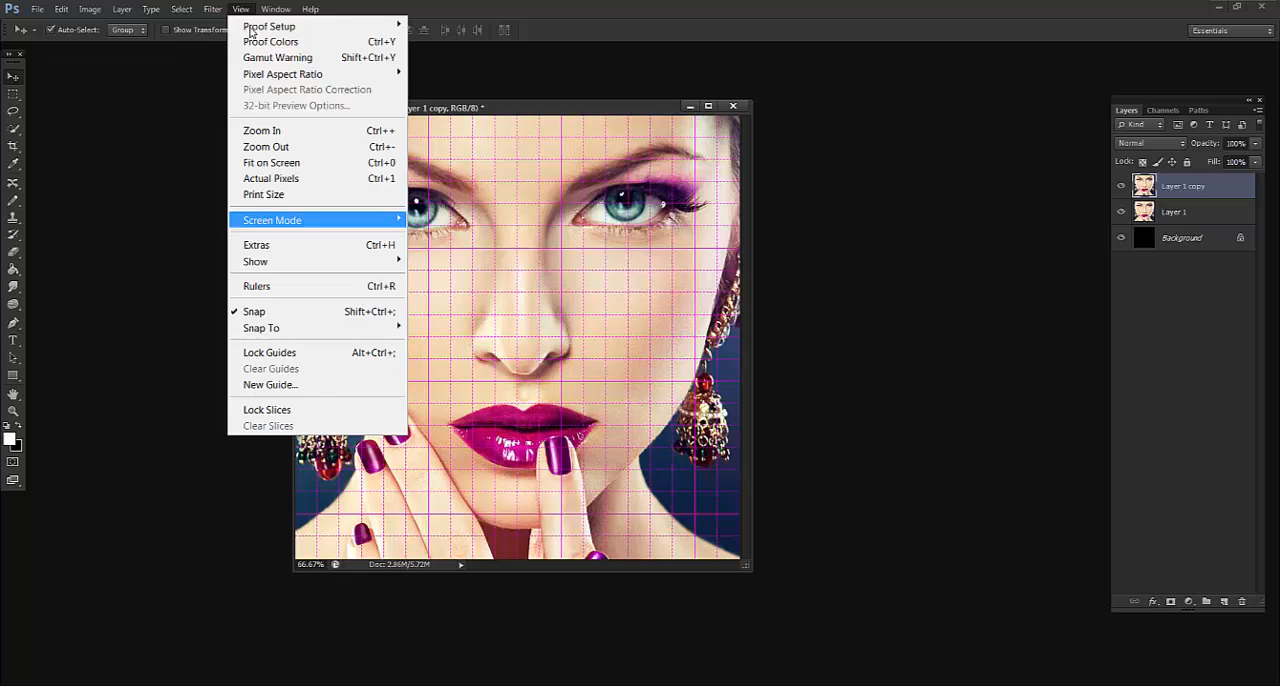 Ps File Edit Image Layer Type Select Filter View Window Help
Auto-Select: Group Show Transform Essentials
Proof Setup
Proof Colors Ctrl+Y
Gamut Warning Shift+Ctrl+Y
Pixel Aspect Ratio
Pixel Aspect Ratio Correction
32-bit Preview Options...
Zoom In Ctrl++
Zoom Out Ctrl+-
Fit on Screen Ctrl+0
Actual Pixels Ctrl+1
Print Size
Screen Mode
Extras Ctrl+H
Show
Rulers Ctrl+R
Snap Shift+Ctrl+;
Snap To
Lock Guides Alt+Ctrl+;
Clear Guides
New Guide...
Lock Slices
Clear Slices
yer 1 copy, RGB/8) *
66.67% Doc: 2.86M/5.72M
Layers Channels Paths
Kind
Normal Opacity: 100%
Lock: Fill: 100%
Layer 1 copy
Layer 1
Background
fx